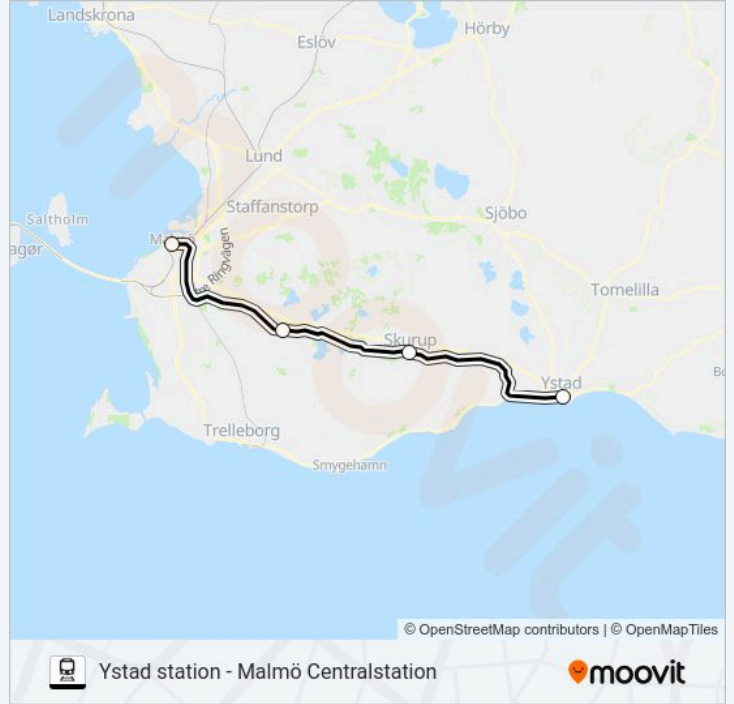 Landskrona
Hörby
Eslöv
Lund
Staffanstorp
Sjöbo
Saltholm
Ringvägen
Tomelilla
Skurup
Ystad
Trelleborg
Smygehamn
© OpenStreetMap contributors | © OpenMapTiles
Ystad station - Malmö Centralstation
moovit